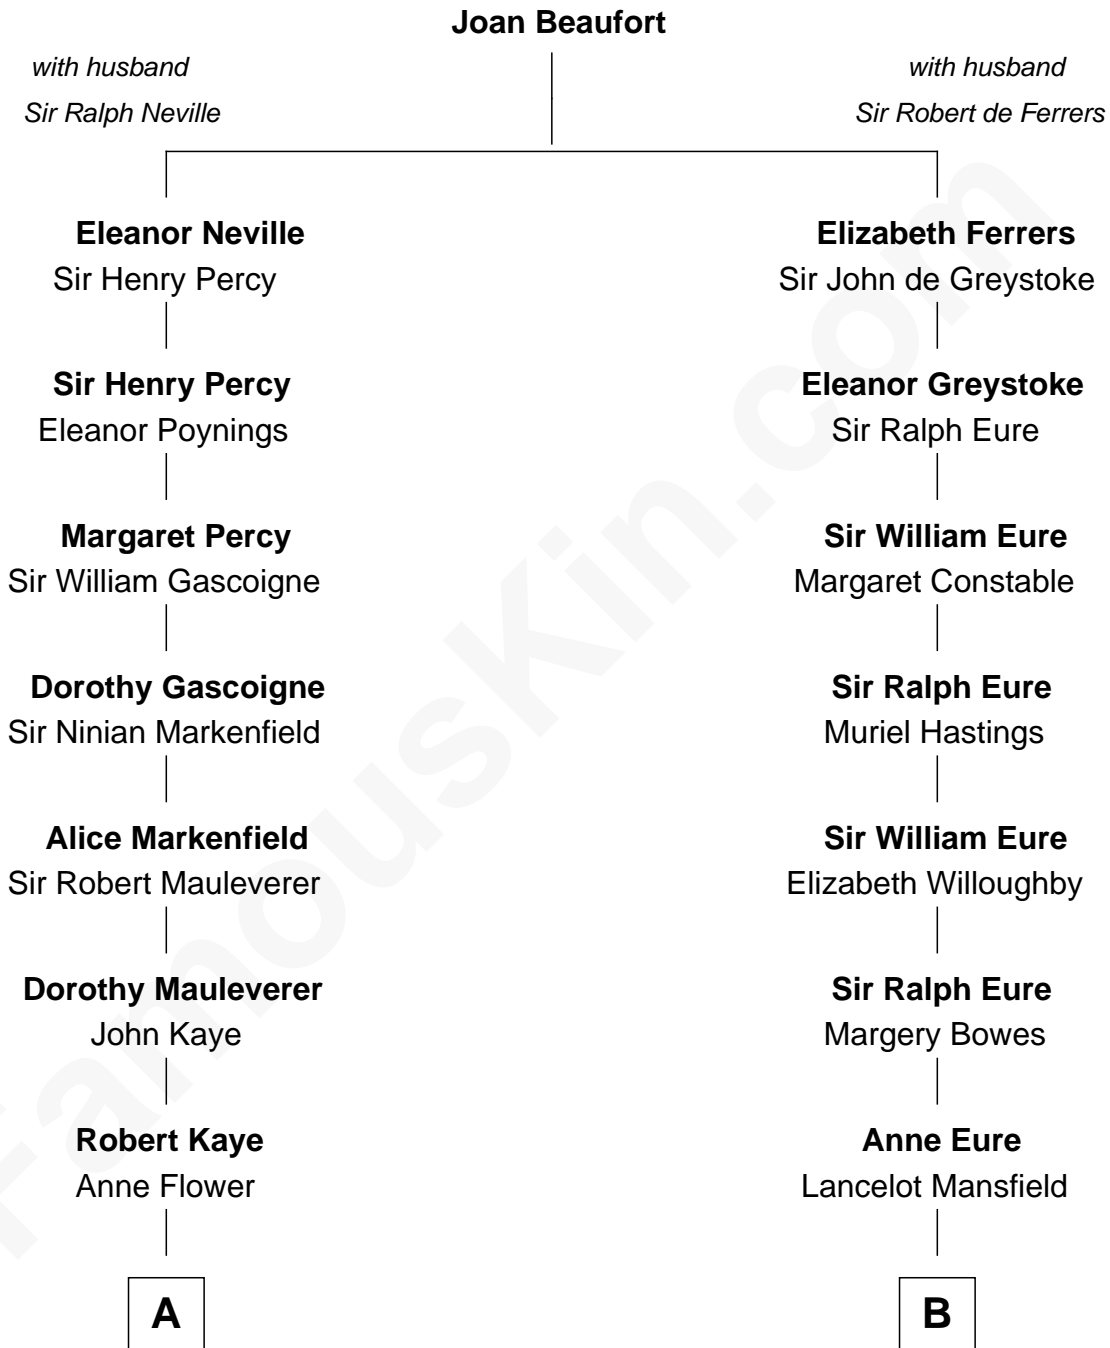 Joan Beaufort
with husband
Sir Ralph Neville
with husband
Sir Robert de Ferrers
Eleanor Neville
Sir Henry Percy
Elizabeth Ferrers
Sir John de Greystoke
Sir Henry Percy
Eleanor Poynings
Eleanor Greystoke
Sir Ralph Eure
Margaret Percy
Sir William Gascoigne
Sir William Eure
Margaret Constable
Dorothy Gascoigne
Sir Ninian Markenfield
Sir Ralph Eure
Muriel Hastings
Alice Markenfield
Sir Robert Mauleverer
Sir William Eure
Elizabeth Willoughby
Dorothy Mauleverer
John Kaye
Sir Ralph Eure
Margery Bowes
Robert Kaye
Anne Flower
Anne Eure
Lancelot Mansfield
A
B
FamousKin.com